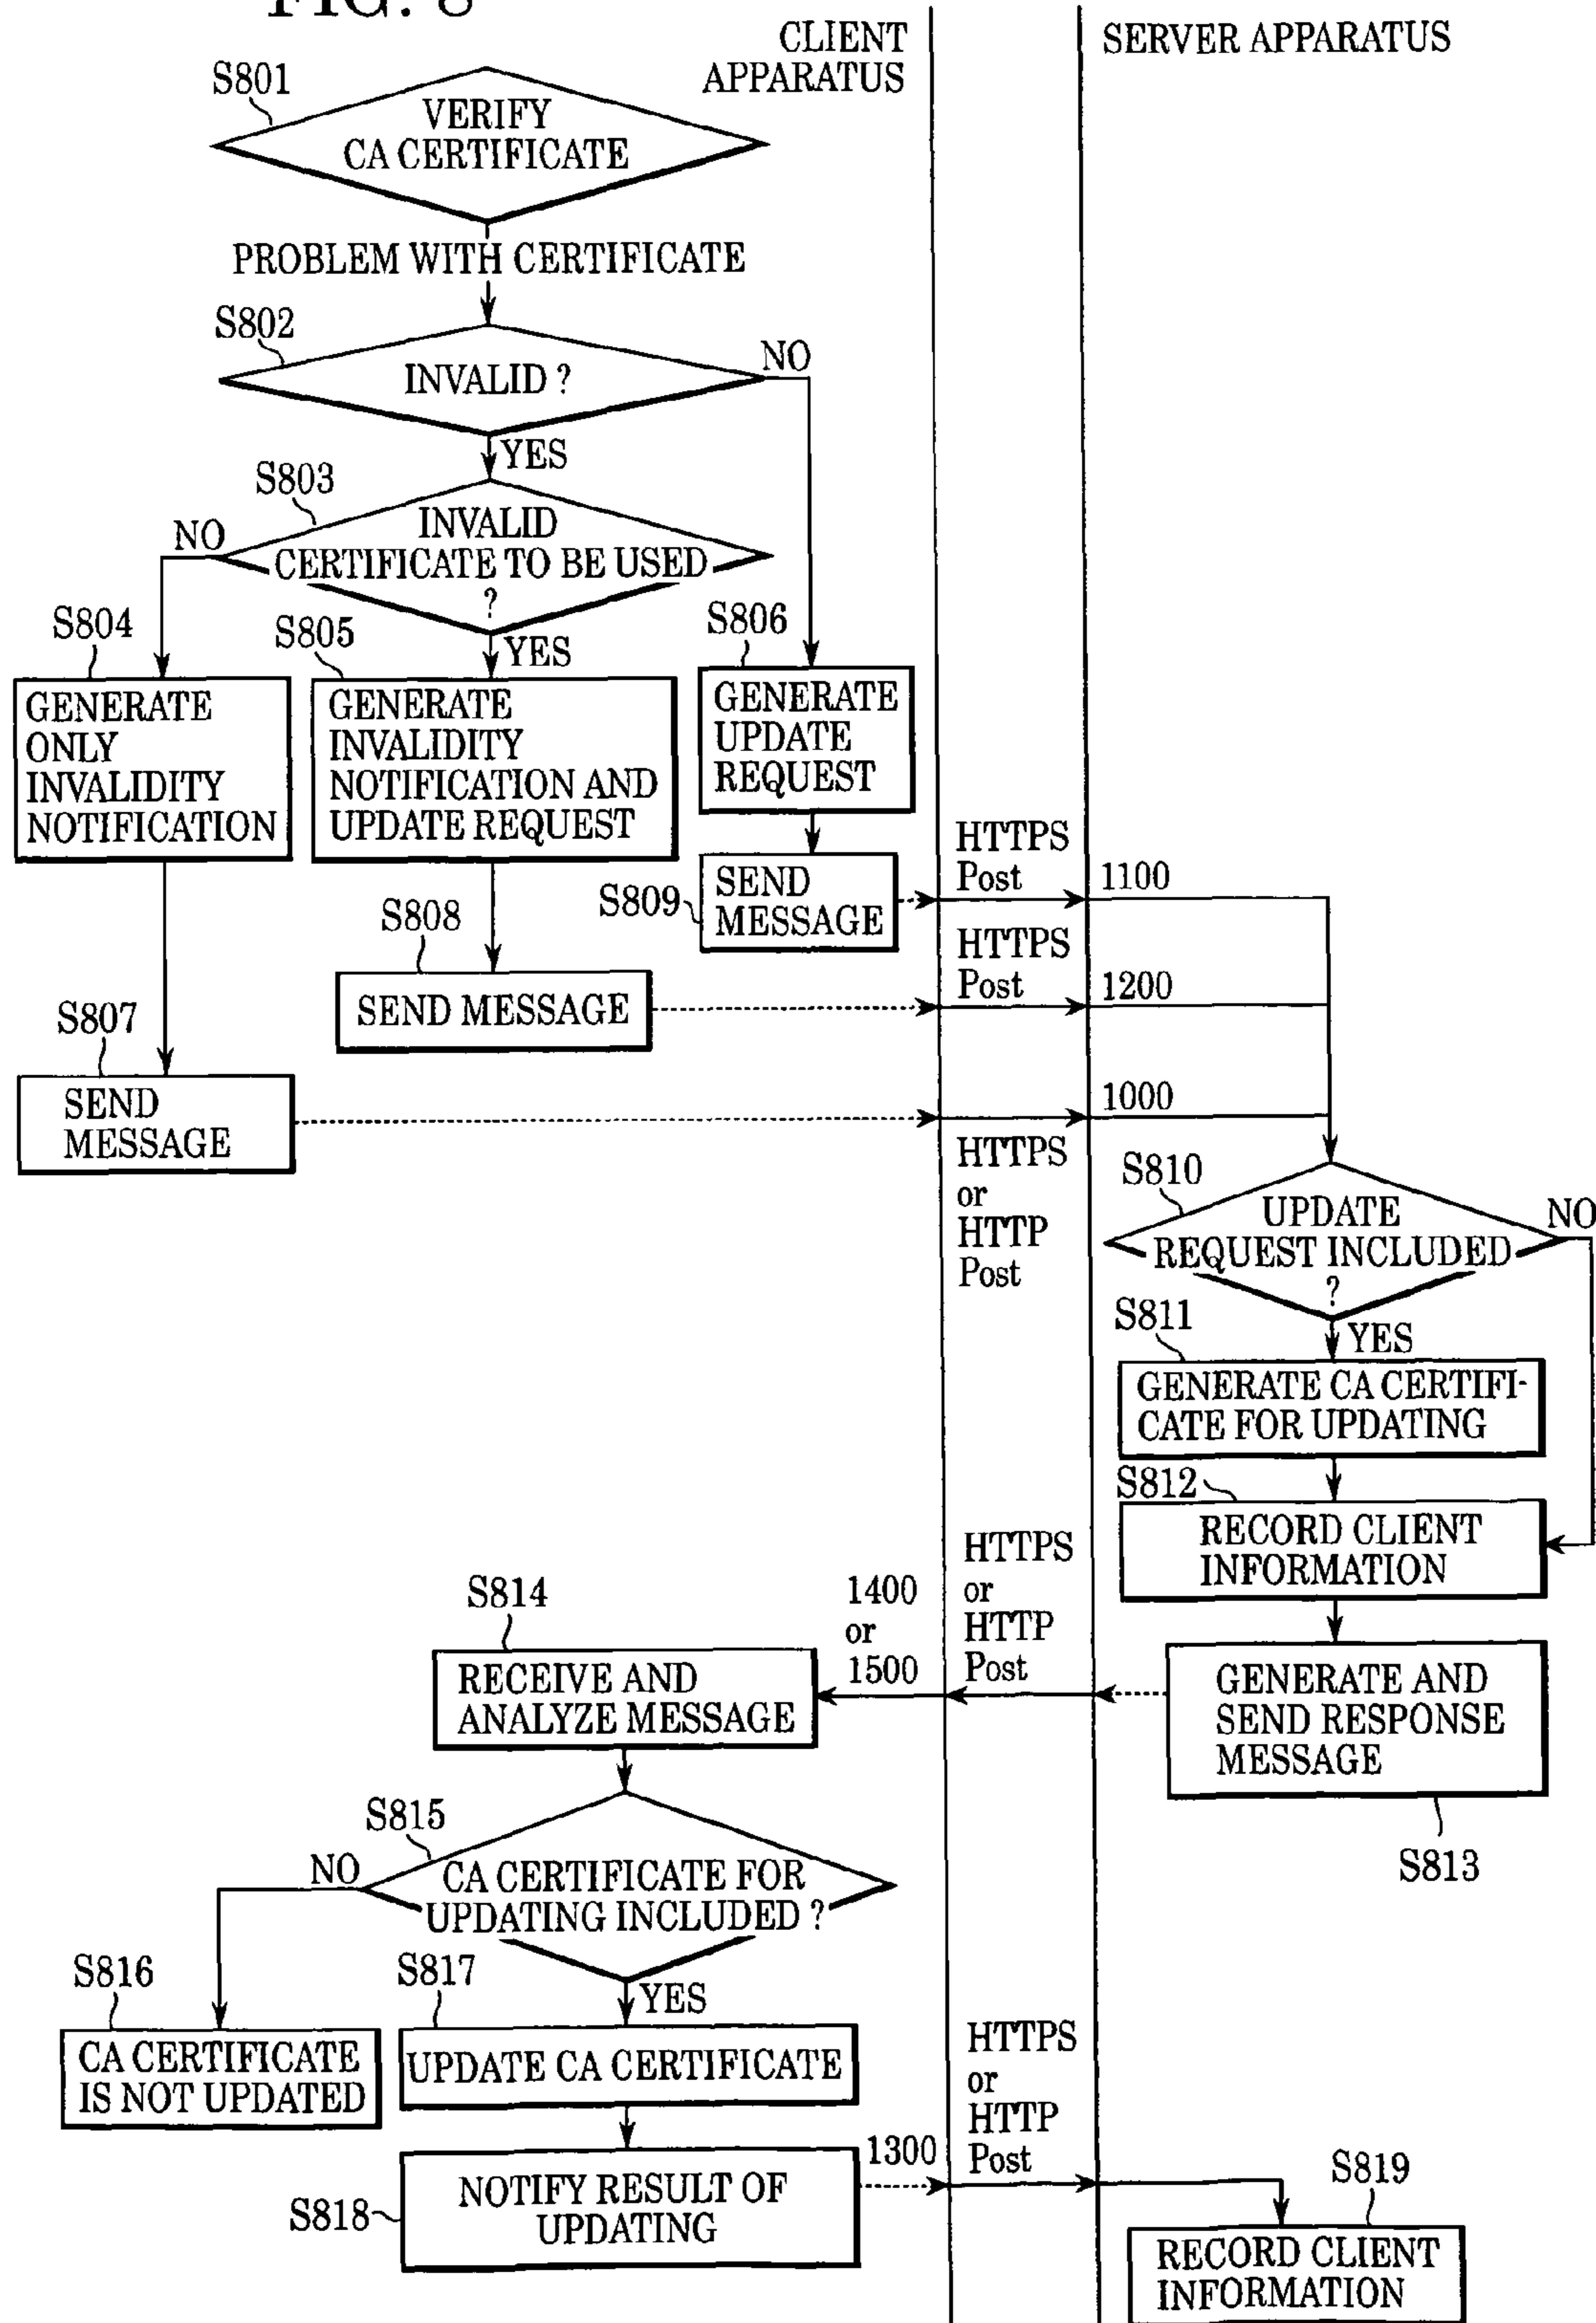 FIG. 8
CLIENT
APPARATUS
SERVER APPARATUS
S801
VERIFY
CA CERTIFICATE
PROBLEM WITH CERTIFICATE
S802
INVALID ?
NO
YES
S803
INVALID
CERTIFICATE TO BE USED
?
NO
YES
S804
GENERATE
ONLY
INVALIDITY
NOTIFICATION
S805
GENERATE
INVALIDITY
NOTIFICATION AND
UPDATE REQUEST
S806
GENERATE
UPDATE
REQUEST
S809
SEND
MESSAGE
HTTPS
Post
1100
S808
SEND MESSAGE
HTTPS
Post
1200
S807
SEND
MESSAGE
1000
HTTPS
or
HTTP
Post
S810
UPDATE
REQUEST INCLUDED
?
NO
YES
S811
GENERATE CA CERTIFI-
CATE FOR UPDATING
S812
RECORD CLIENT
INFORMATION
HTTPS
or
HTTP
Post
GENERATE AND
SEND RESPONSE
MESSAGE
S813
1400
or
1500
S814
RECEIVE AND
ANALYZE MESSAGE
S815
CA CERTIFICATE FOR
UPDATING INCLUDED ?
NO
YES
S816
CA CERTIFICATE
IS NOT UPDATED
S817
UPDATE CA CERTIFICATE
S818
NOTIFY RESULT OF
UPDATING
1300
HTTPS
or
HTTP
Post
S819
RECORD CLIENT
INFORMATION